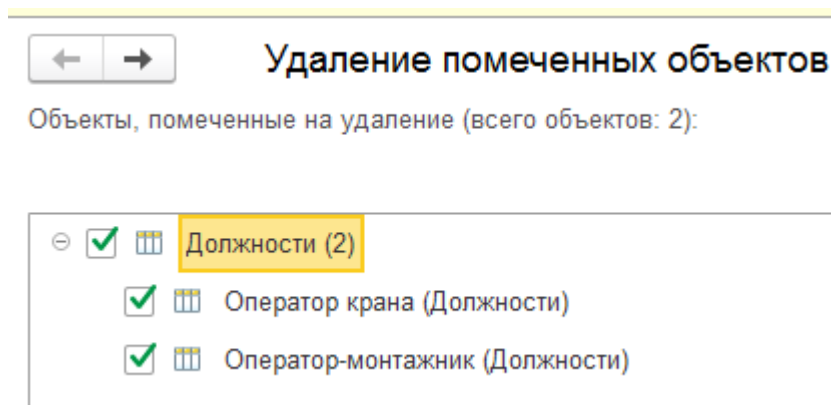 Удаление помеченных объектов
Объекты, помеченные на удаление (всего объектов: 2):
Должности (2)
Оператор крана (Должности)
Оператор-монтажник (Должности)